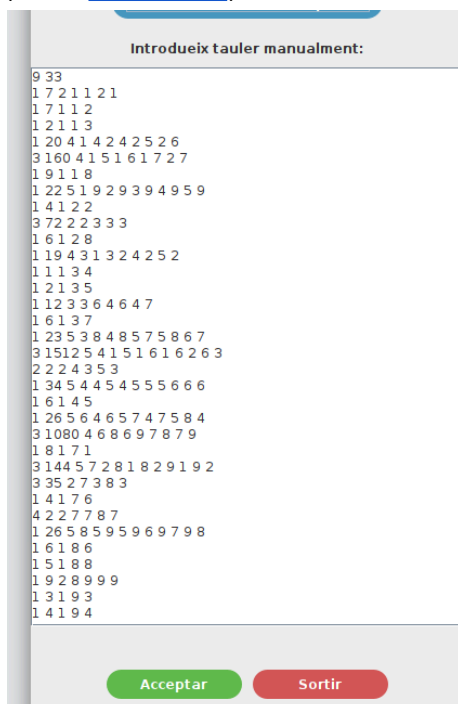 Introdueix tauler manualment:
9 33
1 7 2 1 1 2 1
1 7 1 1 2
1 2 1 1 3
1 20 4 1 4 2 4 2 5 2 6
3 160 4 1 5 1 6 1 7 2 7
1 9 1 1 8
1 22 5 1 9 2 9 3 9 4 9 5 9
1 4 1 2 2
3 72 2 2 3 3 3
1 6 1 2 8
1 19 4 3 1 3 2 4 2 5 2
1 1 1 3 4
1 2 1 3 5
1 12 3 3 6 4 6 4 7
1 6 1 3 7
1 23 5 3 8 4 8 5 7 5 8 6 7
3 1512 5 4 1 5 1 6 1 6 2 6 3
2 2 2 4 3 5 3
1 34 5 4 4 5 4 5 5 5 6 6 6
1 6 1 4 5
1 26 5 6 4 6 5 7 4 7 5 8 4
3 1080 4 6 8 6 9 7 8 7 9
1 8 1 7 1
3 144 5 7 2 8 1 8 2 9 1 9 2
3 35 2 7 3 8 3
1 4 1 7 6
4 2 2 7 7 8 7
1 26 5 8 5 9 5 9 6 9 7 9 8
1 6 1 8 6
1 5 1 8 8
1 9 2 8 9 9 9
1 3 1 9 3
1 4 1 9 4
Acceptar
Sortir